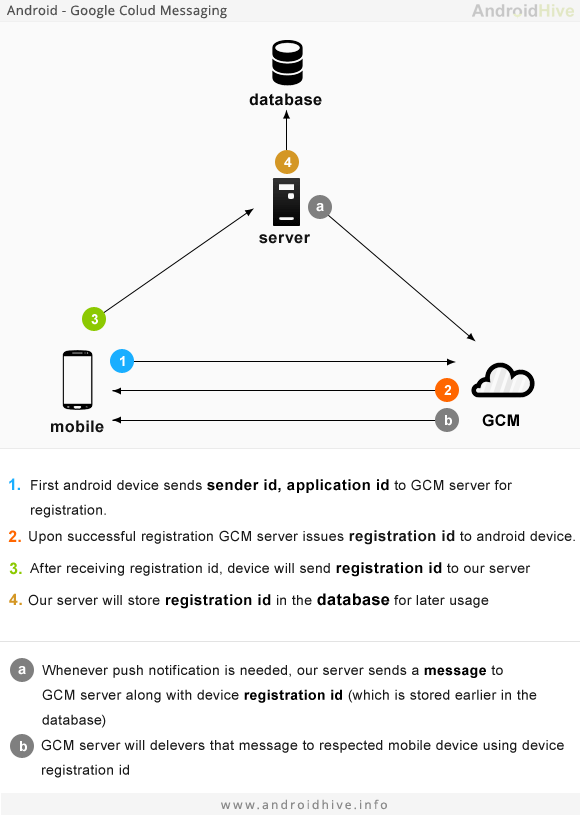 Android - Google Colud Messaging
AndroidHive
database
4
a
server
3
1
2
b
mobile
GCM
1. First android device sends sender id, application id to GCM server for
registration.
2. Upon successful registration GCM server issues registration id to android device.
3. After receiving registration id, device will send registration id to our server
4. Our server will store registration id in the database for later usage
a Whenever push notification is needed, our server sends a message to
GCM server along with device registration id (which is stored earlier in the
database)
b GCM server will delevers that message to respected mobile device using device
registration id
www.androidhive.info